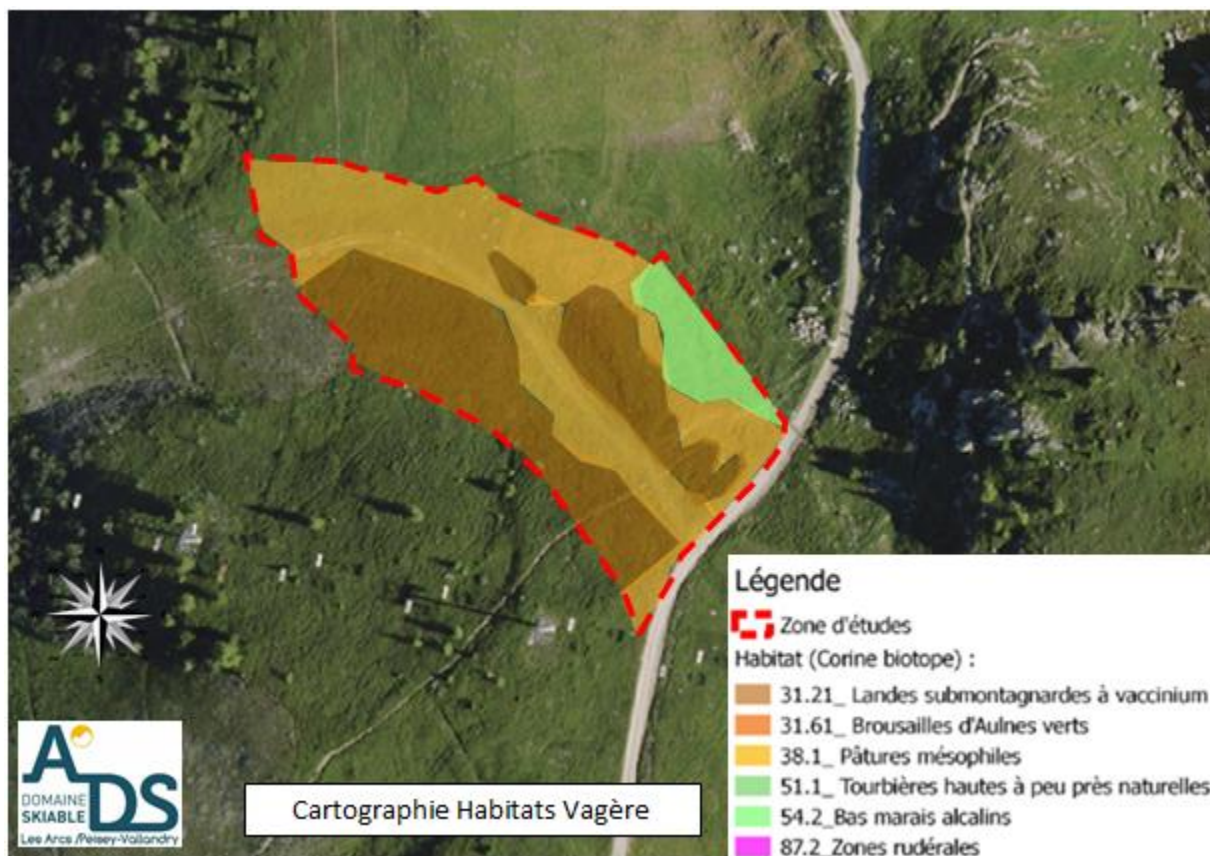 Légende
Zone d'études
Habitat (Corine biotope) :
31.21_ Landes submontagnardes à vaccinium
31.61_ Brousailles d'Aulnes verts
38.1_ Pâtures mésophiles
51.1_ Tourbières hautes à peu près naturelles
54.2_Bas marais alcalins
87.2_Zones rudérales
Cartographie Habitats Vagère
ADS
DOMAINE
SKIABLE
Les Arcs /Peisey-Vallandry